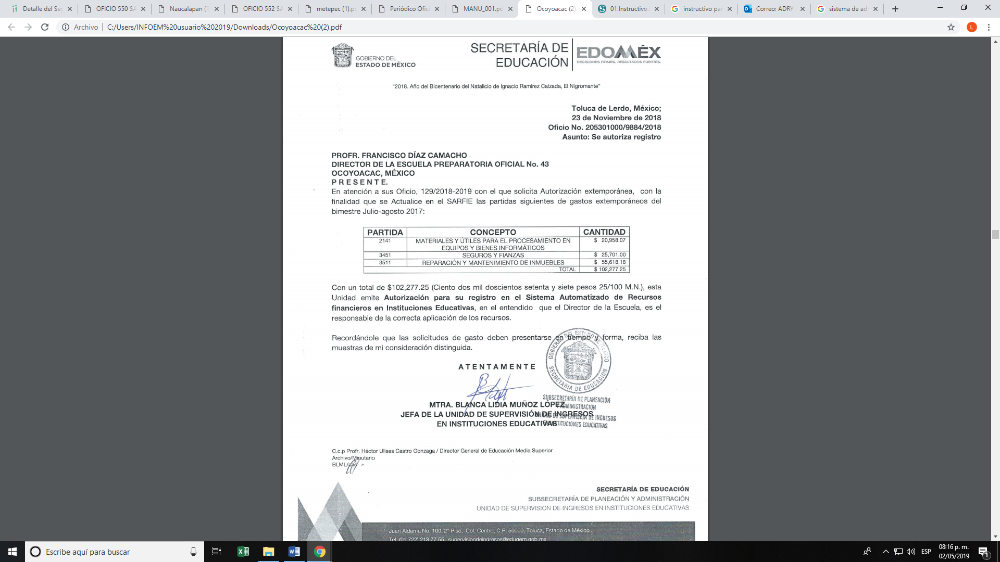 Detalle del Seg
OFICIO 550 SA
Naucalapan (1
OFICIO 552 SA
metepec (1).pd
Periódico Ofici
MANU_001.pd
Ocoyoacac (2)
01.Instructivo.
instructivo par
Correo: ADRY
sistema de adr
Archivo | C:/Users/INFOEM%20usuario%202019/Downloads/Ocoyoacac%20(2).pdf
L
GOBIERNO DEL
ESTADO DE MÉXICO
SECRETARÍA DE
EDUCACIÓN
EDOMÉX
DECISIONES FIRMES, RESULTADOS FUERTES.
"2018. Año del Bicentenario del Natalicio de Ignacio Ramírez Calzada, El Nigromante"
Toluca de Lerdo, México;
23 de Noviembre de 2018
Oficio No. 205301000/9884/2018
Asunto: Se autoriza registro
PROFR. FRANCISCO DÍAZ CAMACHO
DIRECTOR DE LA ESCUELA PREPARATORIA OFICIAL No. 43
OCOYOACAC, MÉXICO
P R E S E N T E.
En atención a sus Oficio, 129/2018-2019 con el que solicita Autorización extemporánea, con la
finalidad que se Actualice en el SARFIE las partidas siguientes de gastos extemporáneos del
bimestre Julio-agosto 2017:
PARTIDA CONCEPTO CANTIDAD
2141 MATERIALES Y ÚTILES PARA EL PROCESAMIENTO EN $ 20,958.07
EQUIPOS Y BIENES INFORMÁTICOS
3451 SEGUROS Y FIANZAS $ 25,701.00
3511 REPARACIÓN Y MANTENIMIENTO DE INMUEBLES $ 55,618.18
TOTAL $ 102,277.25
Con un total de $102,277.25 (Ciento dos mil doscientos setenta y siete pesos 25/100 M.N.), esta
Unidad emite Autorización para su registro en el Sistema Automatizado de Recursos
financieros en Instituciones Educativas, en el entendido que el Director de la Escuela, es el
responsable de la correcta aplicación de los recursos.
Recordándole que las solicitudes de gasto deben presentarse en tiempo y forma, reciba las
muestras de mi consideración distinguida.
A T E N T A M E N T E
GOBIERNO DEL ESTADO DE MEXICO
SECRETARIA DE EDUCACIÓN
SUBSECRETARÍA DE PLANEACIÓN
Y ADMINISTRACIÓN
UNIDAD DE SUPERVISION DE INGRESOS
EN INSTITUCIONES EDUCATIVAS
MTRA. BLANCA LIDIA MUÑOZ LÓPEZ
JEFA DE LA UNIDAD DE SUPERVISIÓN DE INGRESOS
EN INSTITUCIONES EDUCATIVAS
C.c.p Profr. Héctor Ulises Castro Gonzaga / Director General de Educación Media Superior
Archivo/Minutario
BLML/
SECRETARÍA DE EDUCACIÓN
SUBSECRETARÍA DE PLANEACIÓN Y ADMINISTRACIÓN
UNIDAD DE SUPERVISION DE INGRESOS EN INSTITUCIONES EDUCATIVAS
Juan Aldama No. 100, 2° Piso, Col. Centro, C.P. 50000, Toluca, Estado de México
Tel. (01 722) 213 77 55, supervisiondeingresos@edugem.gob.mx
Escribe aquí para buscar
ESP
08:16 p. m.
02/05/2019
1